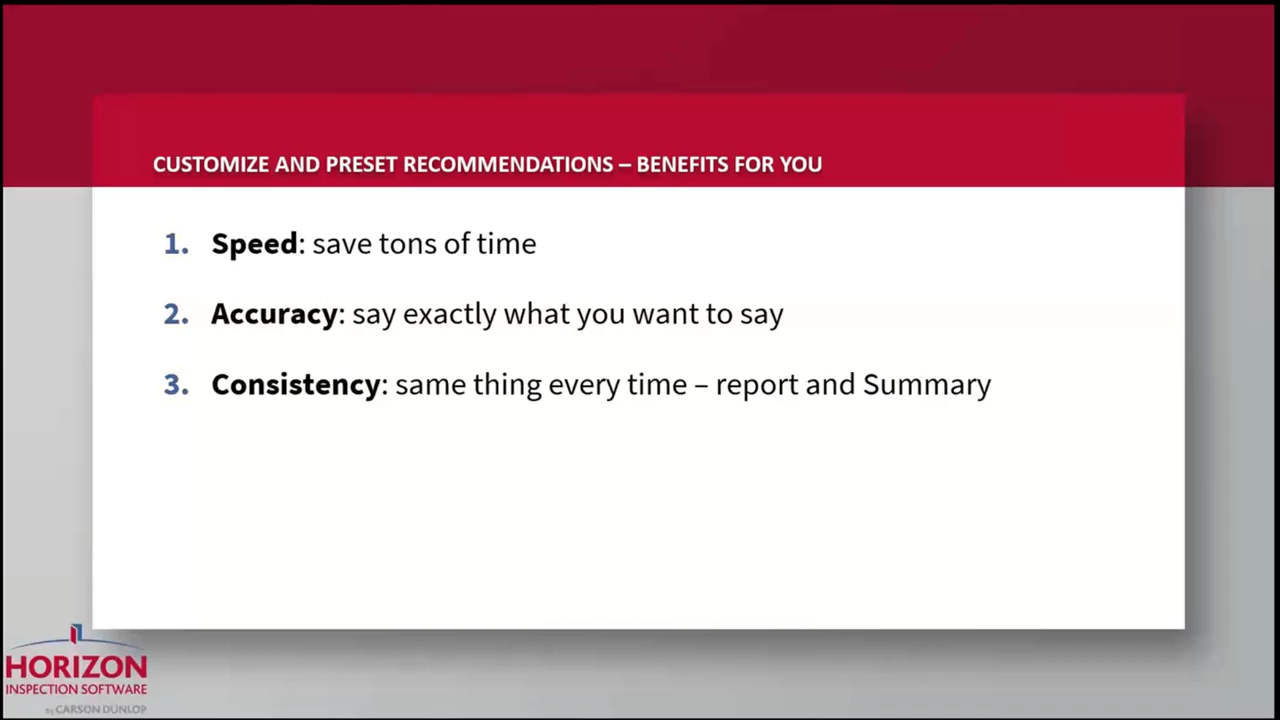 CUSTOMIZE AND PRESET RECOMMENDATIONS – BENEFITS FOR YOU
1. Speed: save tons of time
2. Accuracy: say exactly what you want to say
3. Consistency: same thing every time – report and Summary
HORIZON
INSPECTION SOFTWARE
by CARSON DUNLOP